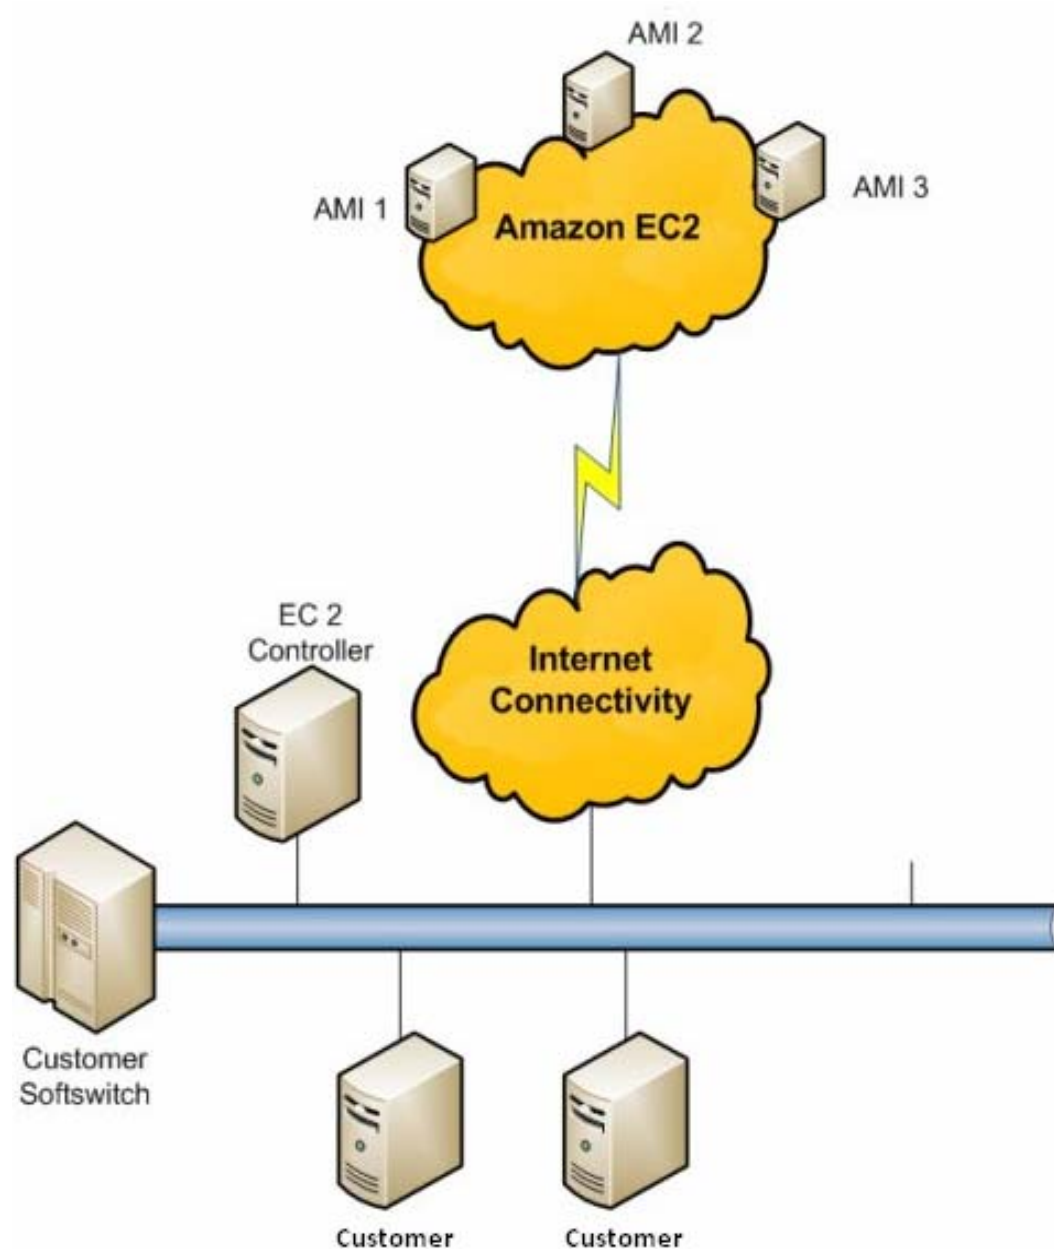 AMI 2
AMI 1
AMI 3
Amazon EC2
EC 2
Controller
Internet
Connectivity
Customer
Softswitch
Customer
Customer